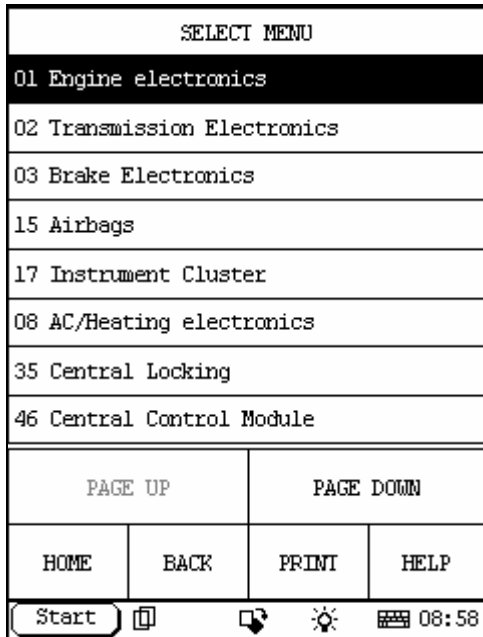 SELECT MENU
01 Engine electronics
02 Transmission Electronics
03 Brake Electronics
15 Airbags
17 Instrument Cluster
08 AC/Heating electronics
35 Central Locking
46 Central Control Module
PAGE UP PAGE DOWN
HOME BACK PRINT HELP
Start 08:58